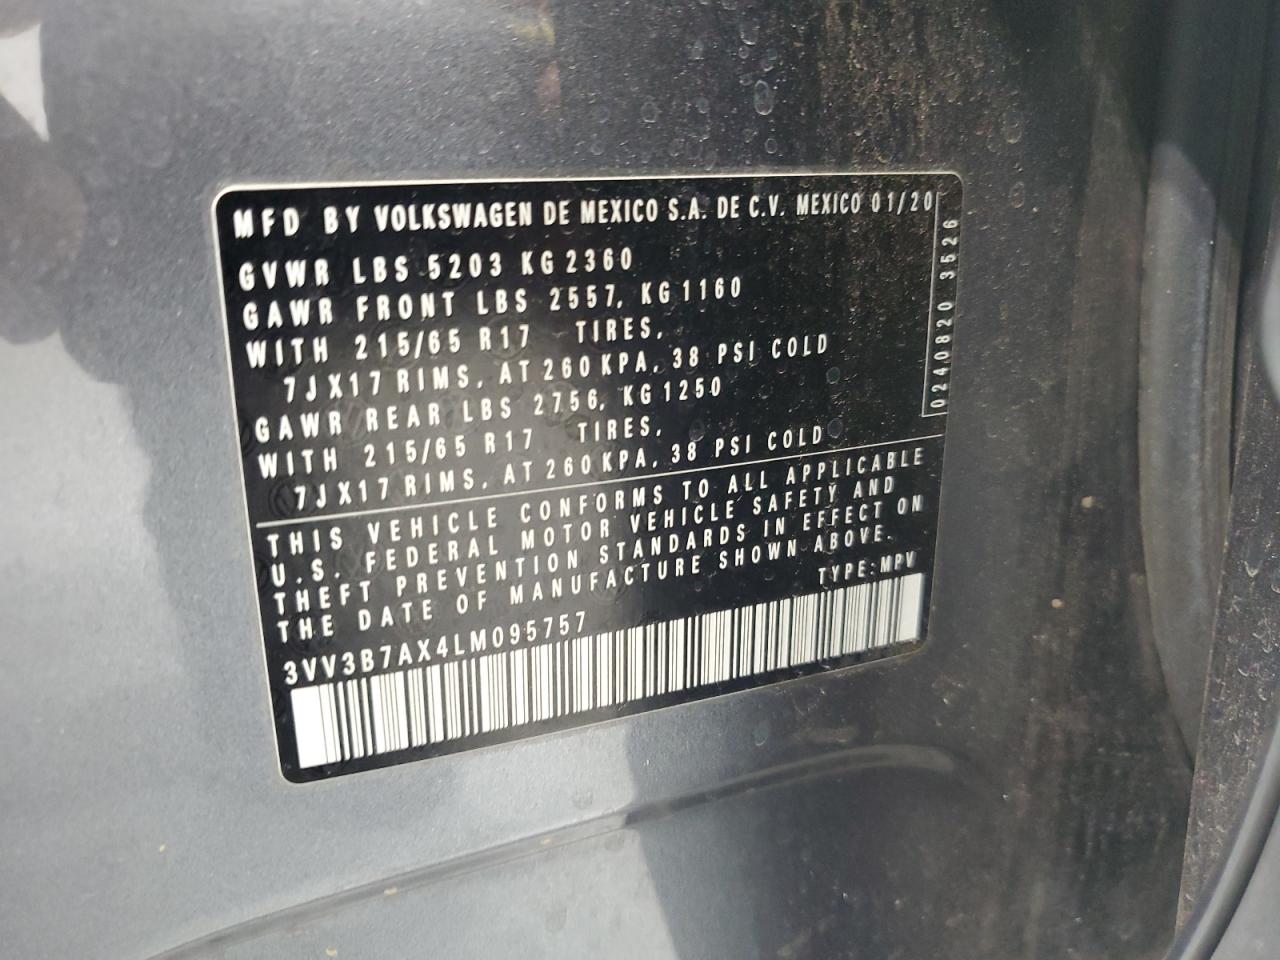 MFD BY VOLKSWAGEN DE MEXICO S.A. DE C.V. MEXICO 01/20
GVWR LBS 5203 KG 2360
GAWR FRONT LBS 2557, KG 1160
WITH 215/65 R17 TIRES,
7JX17 RIMS, AT 260 KPA, 38 PSI COLD
GAWR REAR LBS 2756, KG 1250
WITH 215/65 R17 TIRES,
7JX17 RIMS, AT 260 KPA, 38 PSI COLD
0240820 3526
THIS VEHICLE CONFORMS TO ALL APPLICABLE
U.S. FEDERAL MOTOR VEHICLE SAFETY AND
THEFT PREVENTION STANDARDS IN EFFECT ON
THE DATE OF MANUFACTURE SHOWN ABOVE.
3VV3B7AX4LM095757 TYPE:MPV